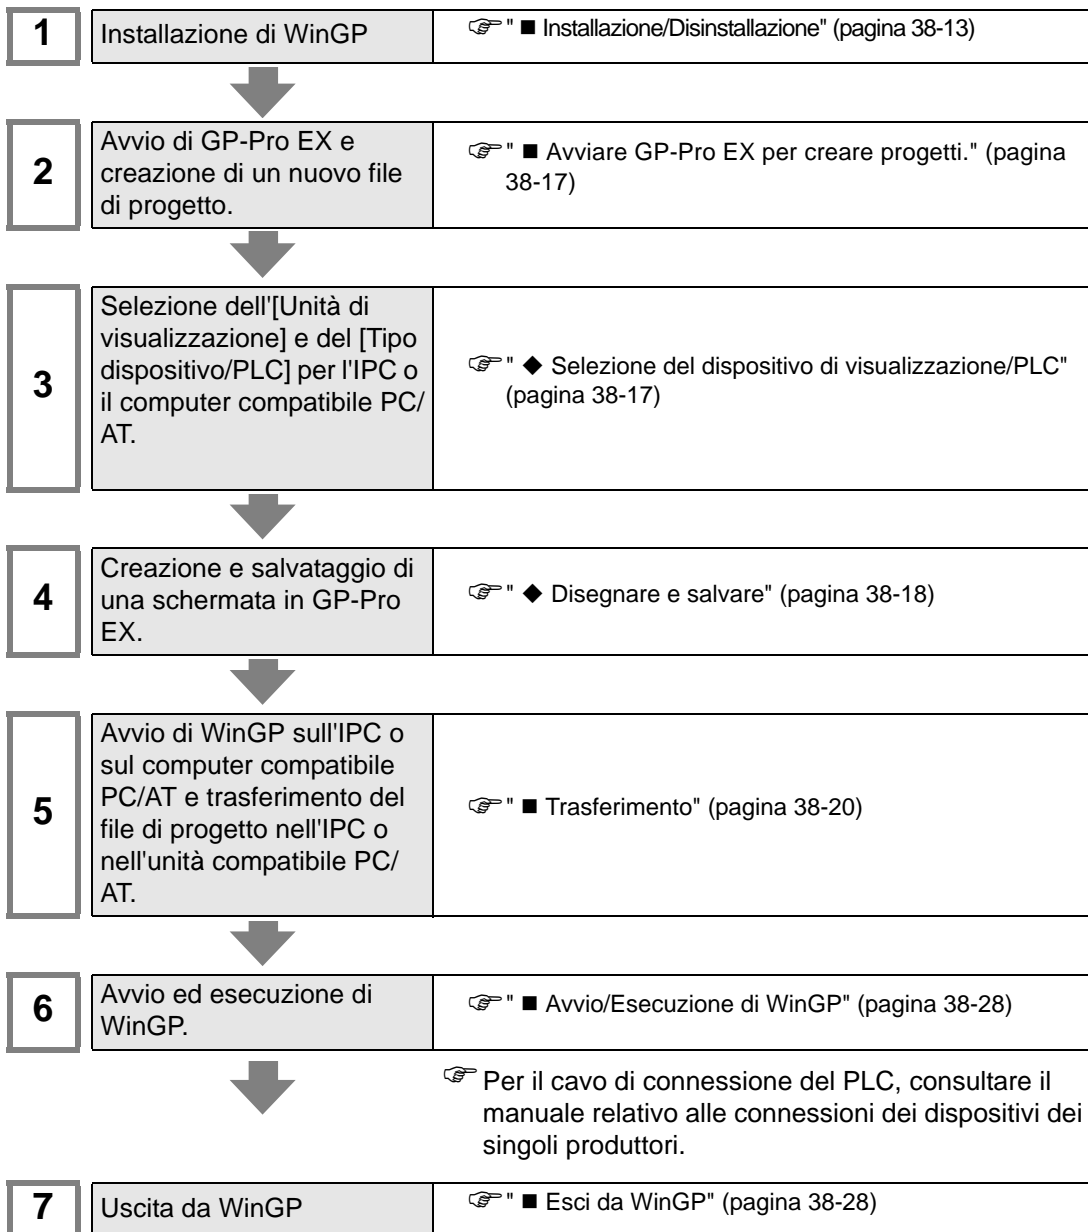 1
Installazione di WinGP
☞ " ■ Installazione/Disinstallazione" (pagina 38-13)
2
Avvio di GP-Pro EX e
creazione di un nuovo file
di progetto.
☞ " ■ Avviare GP-Pro EX per creare progetti." (pagina
38-17)
3
Selezione dell'[Unità di
visualizzazione] e del [Tipo
dispositivo/PLC] per l'IPC o
il computer compatibile PC/
AT.
☞ " ◆ Selezione del dispositivo di visualizzazione/PLC"
(pagina 38-17)
4
Creazione e salvataggio di
una schermata in GP-Pro
EX.
☞ " ◆ Disegnare e salvare" (pagina 38-18)
5
Avvio di WinGP sull'IPC o
sul computer compatibile
PC/AT e trasferimento del
file di progetto nell'IPC o
nell'unità compatibile PC/
AT.
☞ " ■ Trasferimento" (pagina 38-20)
6
Avvio ed esecuzione di
WinGP.
☞ " ■ Avvio/Esecuzione di WinGP" (pagina 38-28)
☞ Per il cavo di connessione del PLC, consultare il
manuale relativo alle connessioni dei dispositivi dei
singoli produttori.
7
Uscita da WinGP
☞ " ■ Esci da WinGP" (pagina 38-28)